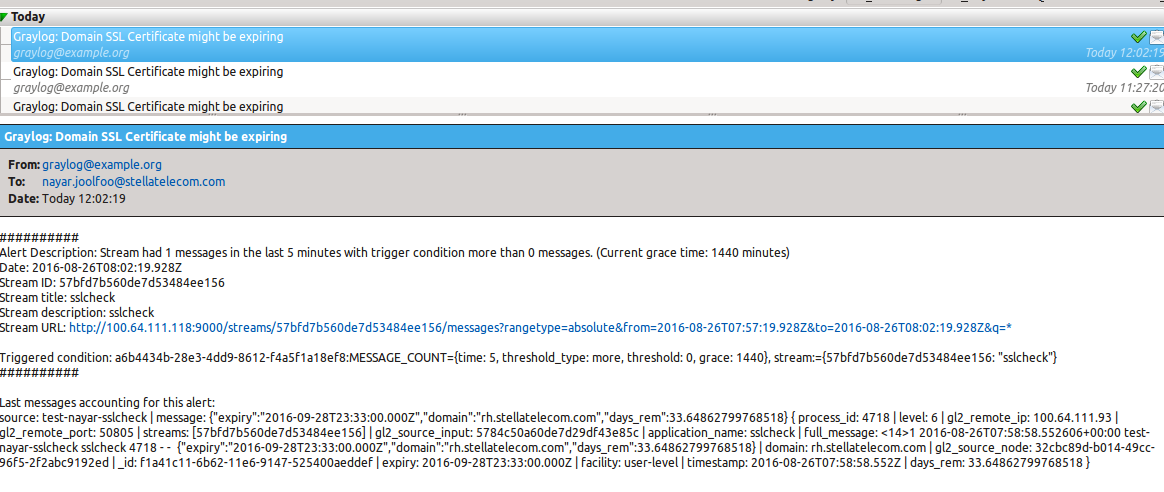 Today
Graylog: Domain SSL Certificate might be expiring
graylog@example.org Today 12:02:19
Graylog: Domain SSL Certificate might be expiring
graylog@example.org Today 11:27:20
Graylog: Domain SSL Certificate might be expiring
Graylog: Domain SSL Certificate might be expiring
From: graylog@example.org
To: nayar.joolfoo@stellatelecom.com
Date: Today 12:02:19
##########
Alert Description: Stream had 1 messages in the last 5 minutes with trigger condition more than 0 messages. (Current grace time: 1440 minutes)
Date: 2016-08-26T08:02:19.928Z
Stream ID: 57bfd7b560de7d53484ee156
Stream title: sslcheck
Stream description: sslcheck
Stream URL: http://100.64.111.118:9000/streams/57bfd7b560de7d53484ee156/messages?rangetype=absolute&from=2016-08-26T07:57:19.928Z&to=2016-08-26T08:02:19.928Z&q=*
Triggered condition: a6b4434b-28e3-4dd9-8612-f4a5f1a18ef8:MESSAGE_COUNT={time: 5, threshold_type: more, threshold: 0, grace: 1440}, stream:={57bfd7b560de7d53484ee156: "sslcheck"}
##########
Last messages accounting for this alert:
source: test-nayar-sslcheck | message: {"expiry":"2016-09-28T23:33:00.000Z","domain":"rh.stellatelecom.com","days_rem":33.64862799768518} { process_id: 4718 | level: 6 | gl2_remote_ip: 100.64.111.93 |
gl2_remote_port: 50805 | streams: [57bfd7b560de7d53484ee156] | gl2_source_input: 5784c50a60de7d29df43e85c | application_name: sslcheck | full_message: <14>1 2016-08-26T07:58:58.552606+00:00 test-
nayar-sslcheck sslcheck 4718 - - {"expiry":"2016-09-28T23:33:00.000Z","domain":"rh.stellatelecom.com","days_rem":33.64862799768518} | domain: rh.stellatelecom.com | gl2_source_node: 32cbc89d-b014-49cc-
96f5-2f2abc9192ed | _id: f1a41c11-6b62-11e6-9147-525400aeddef | expiry: 2016-09-28T23:33:00.000Z | facility: user-level | timestamp: 2016-08-26T07:58:58.552Z | days_rem: 33.64862799768518 }